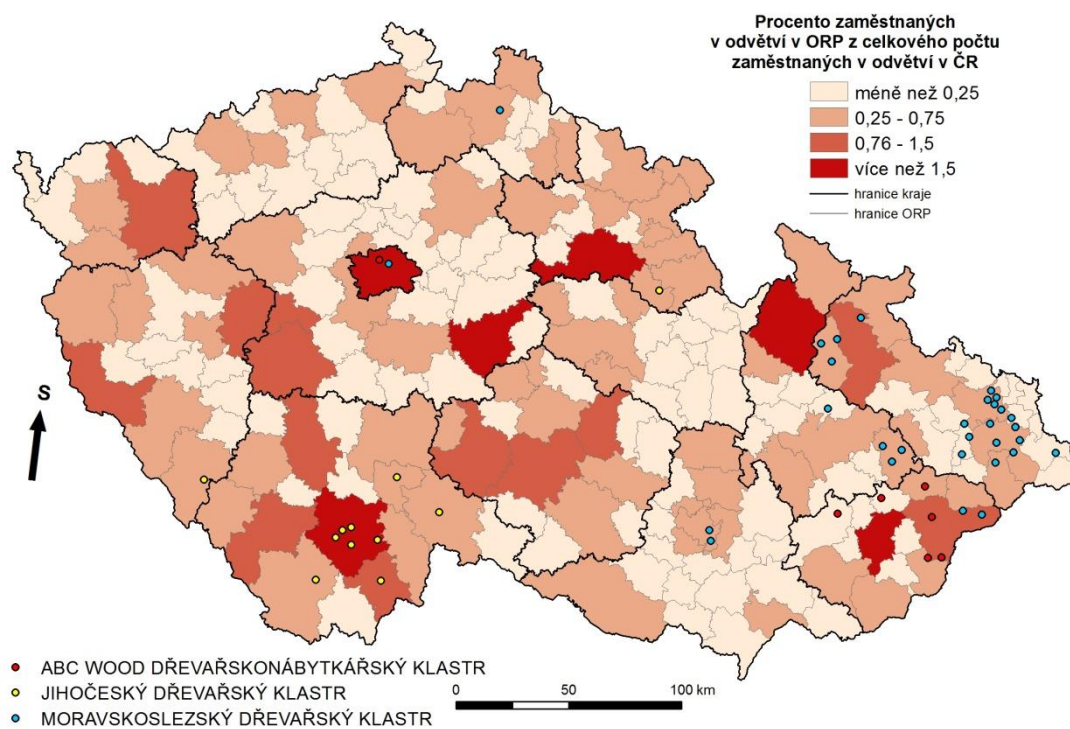 Procento zaměstnaných
v odvětví v ORP z celkového počtu
zaměstnaných v odvětví v ČR
méně než 0,25
0,25 - 0,75
0,76 - 1,5
více než 1,5
hranice kraje
hranice ORP
S
ABC WOOD DŘEVAŘSKONÁBYTKÁŘSKÝ KLASTR
JIHOČESKÝ DŘEVAŘSKÝ KLASTR
MORAVSKOSLEZSKÝ DŘEVAŘSKÝ KLASTR
0 50 100 km